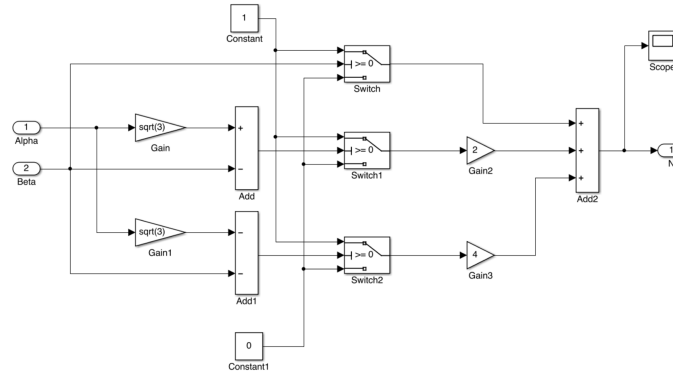 1
Constant
>= 0
Switch
Scope
1
Alpha
sqrt(3)
Gain
+
−
Add
>= 0
Switch1
2
Gain2
+
+
+
Add2
1
N
2
Beta
sqrt(3)
Gain1
−
−
Add1
>= 0
Switch2
4
Gain3
0
Constant1